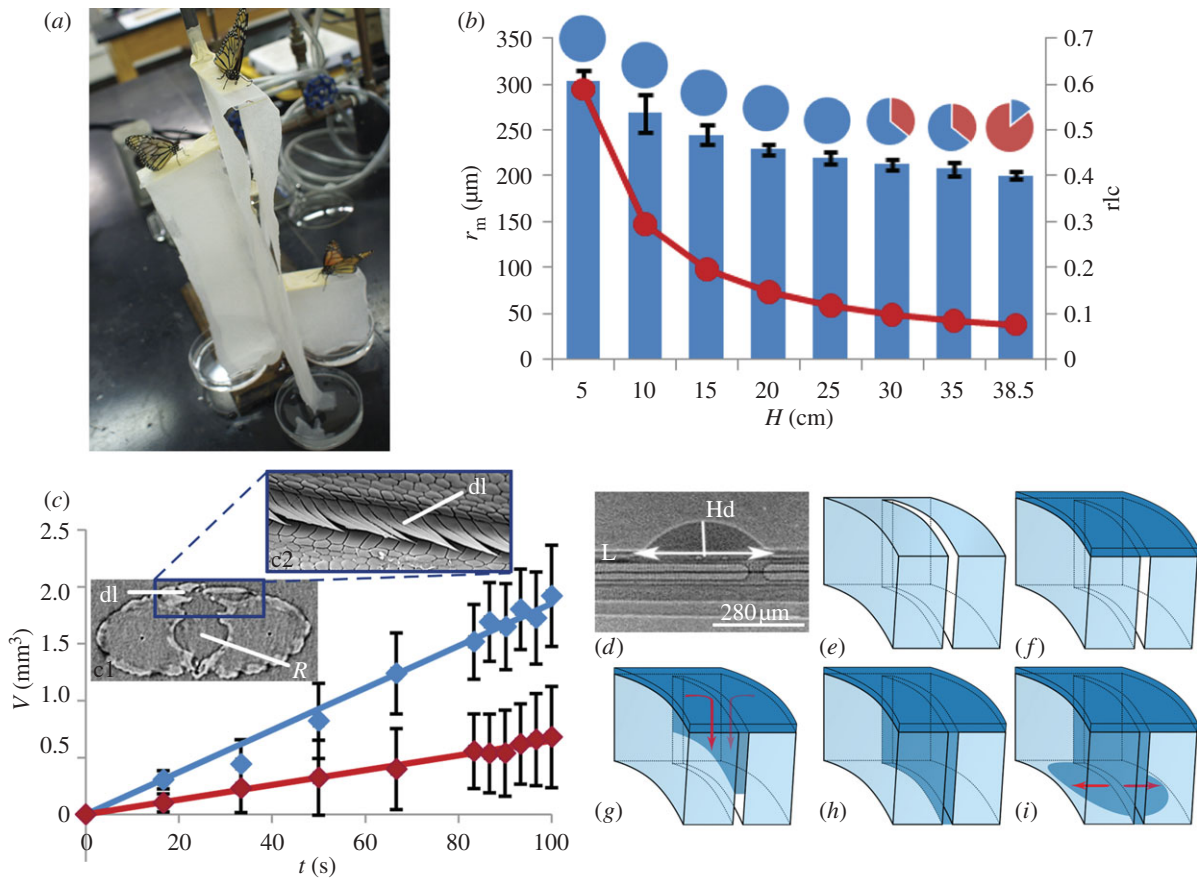 (a)
(b)
350
300
250
200
150
100
50
0
r_m (μm)
0.7
0.6
0.5
0.4
0.3
0.2
0.1
0
rlc
5 10 15 20 25 30 35 38.5
H (cm)
(c)
2.5
2.0
1.5
1.0
0.5
0
V (mm³)
0 20 40 60 80 100
t (s)
dl
c2
dl
R
c1
Hd
L
280 μm
(d)
(e)
(f)
(g)
(h)
(i)